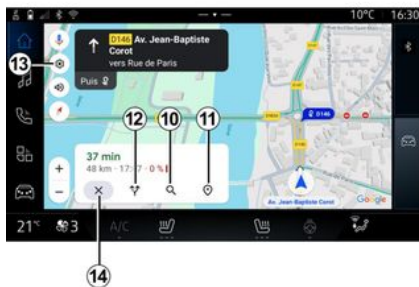 10°C 16:30
D146 Av. Jean-Baptiste
Corot
vers Rue de Paris
Puis
13
12
10
11
37 min
48 km
0 %
D146
Av. Jean-Baptiste Corot
Google
21°
3
A/C
14